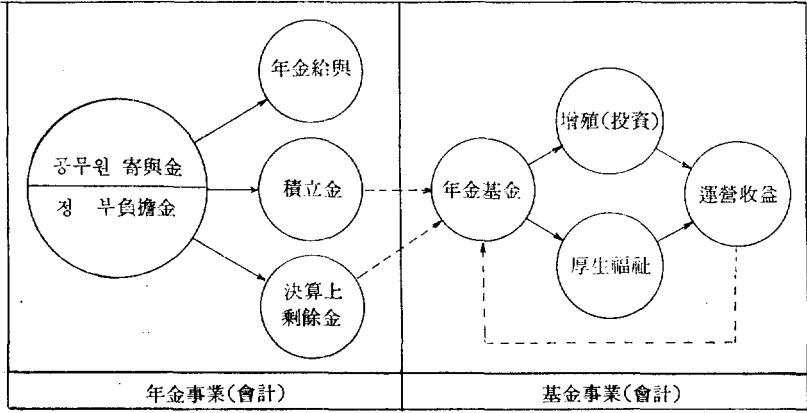 年金給與
공무원 寄與金
정 부負擔金
積立金
決算上
剩餘金
增殖(投資)
年金基金
厚生福祉
運營收益
年金事業(會計)
基金事業(會計)